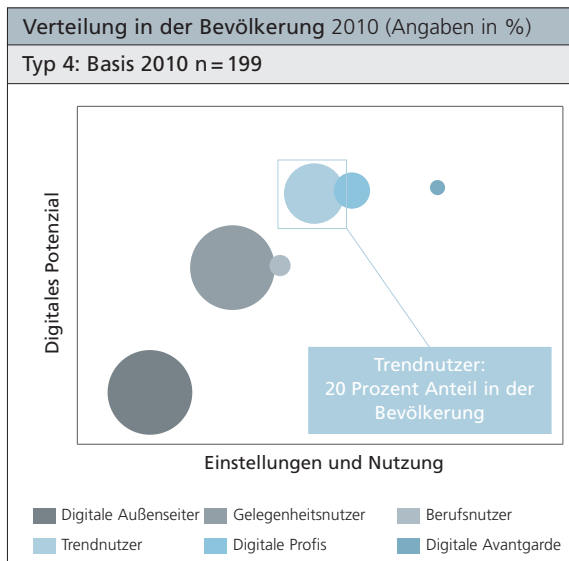 Verteilung in der Bevölkerung 2010 (Angaben in %)
Typ 4: Basis 2010 n = 199
Digitales Potenzial
Trendnutzer:
20 Prozent Anteil in der
Bevölkerung
Einstellungen und Nutzung
Digitale Außenseiter
Gelegenheitsnutzer
Berufsnutzer
Trendnutzer
Digitale Profis
Digitale Avantgarde